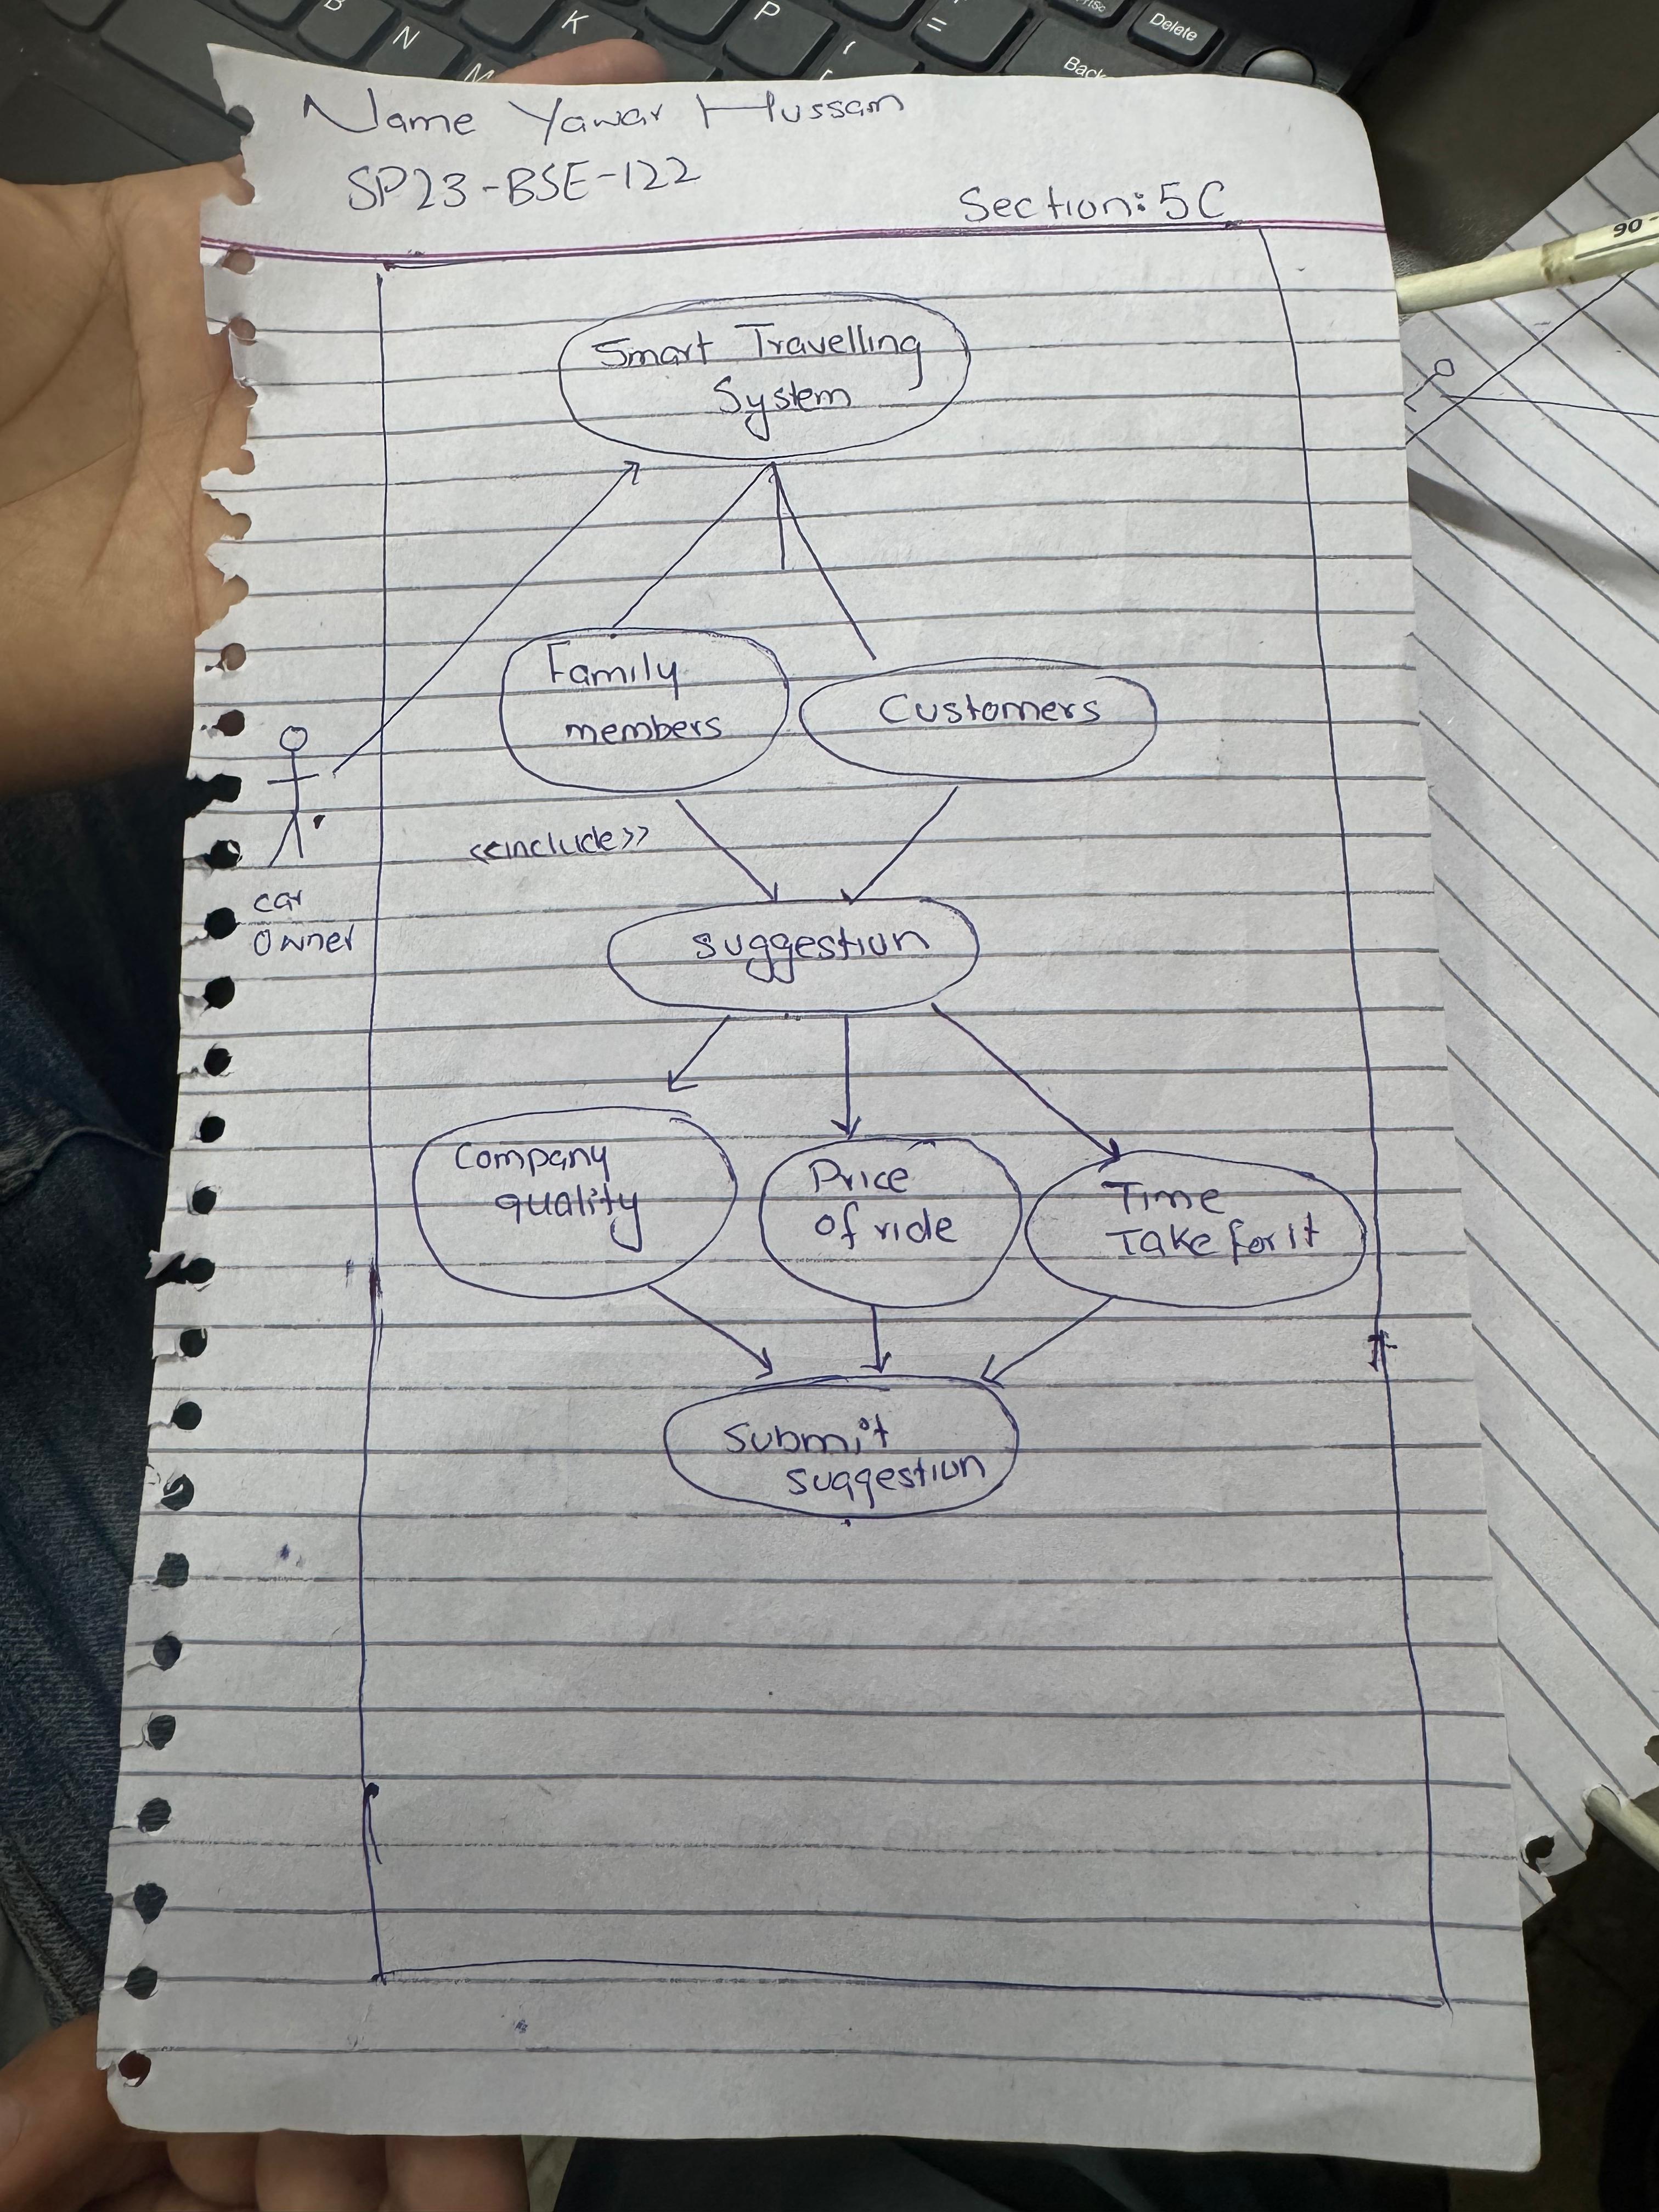 B
N
M
K
P
=
Delete
Back
Name Yawar Hussain
SP23-BSE-122
Section: 5C
90
Smart Travelling
System
Family
members
Customers
<<include>>
car
Owner
suggestion
Company
quality
Price
of ride
Time
Take for it
Submit
suggestion